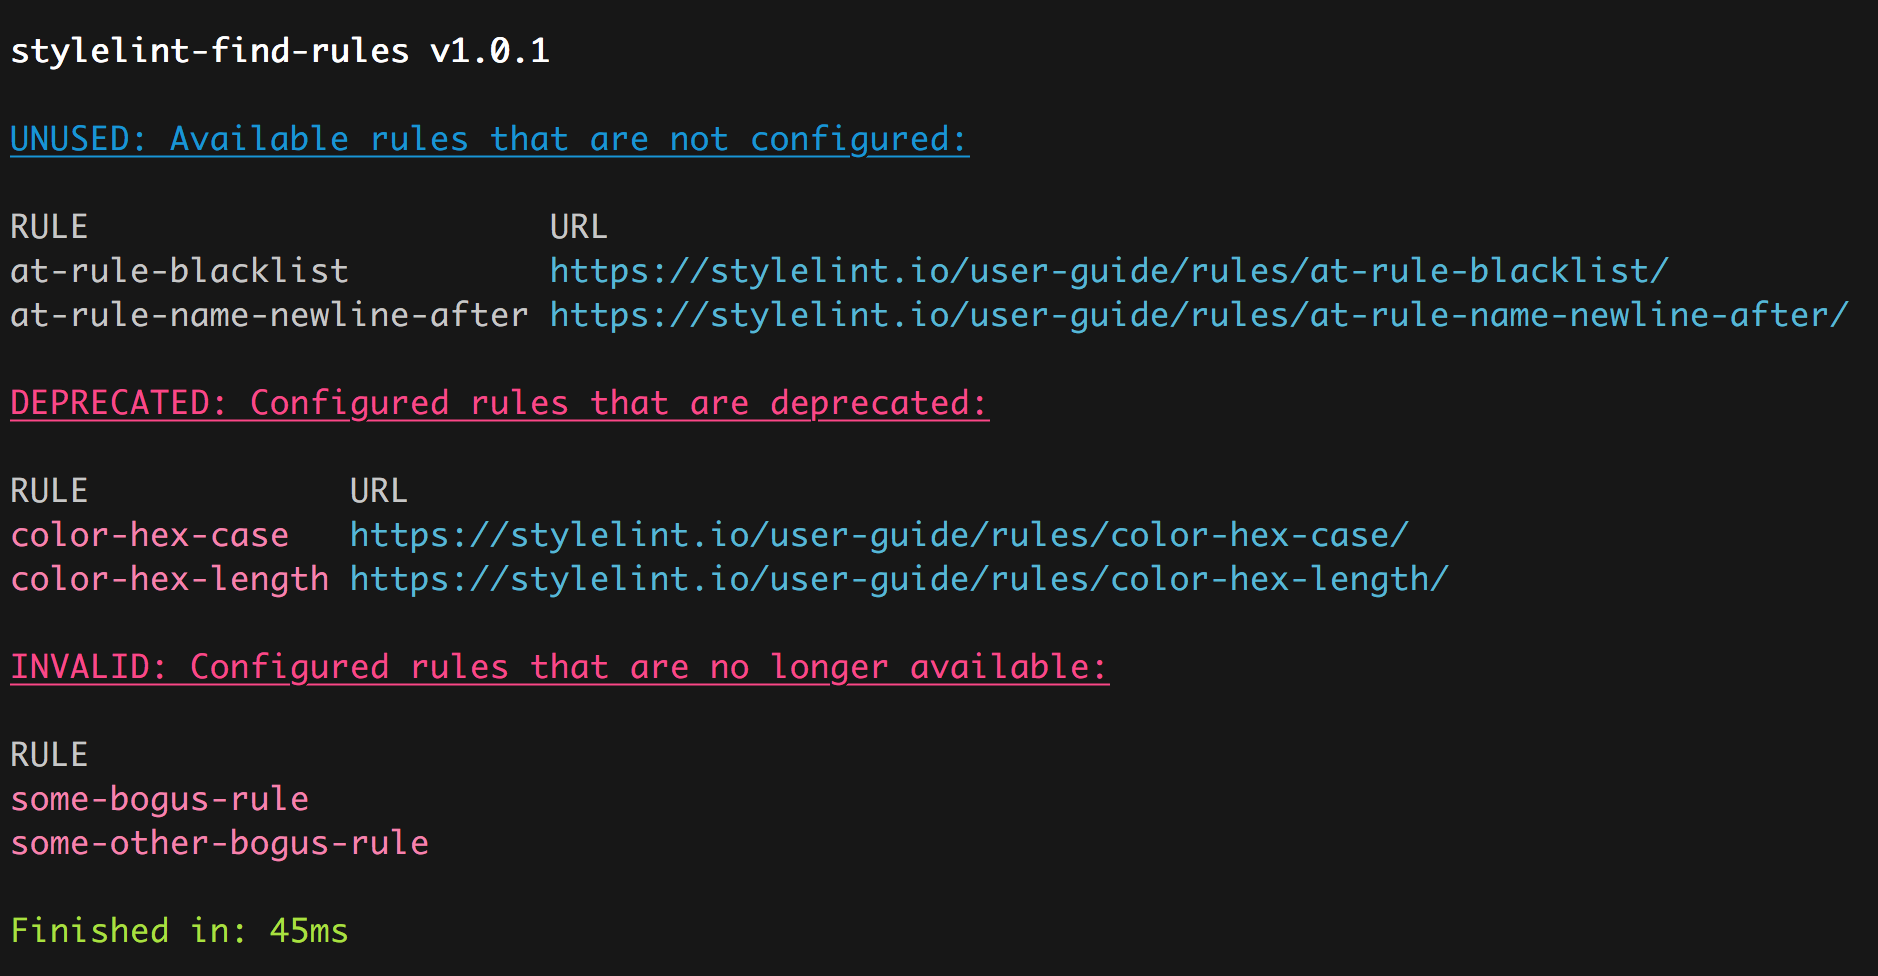 stylelint-find-rules v1.0.1
UNUSED: Available rules that are not configured:
RULE URL
at-rule-blacklist https://stylelint.io/user-guide/rules/at-rule-blacklist/
at-rule-name-newline-after https://stylelint.io/user-guide/rules/at-rule-name-newline-after/
DEPRECATED: Configured rules that are deprecated:
RULE URL
color-hex-case https://stylelint.io/user-guide/rules/color-hex-case/
color-hex-length https://stylelint.io/user-guide/rules/color-hex-length/
INVALID: Configured rules that are no longer available:
RULE
some-bogus-rule
some-other-bogus-rule
Finished in: 45ms